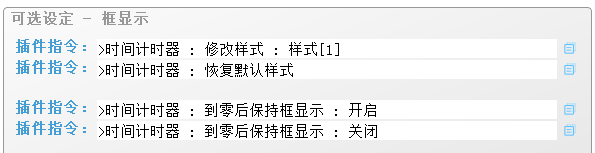 可选设定 - 框显示
插件指令：>时间计时器 : 修改样式 : 样式[1]
插件指令：>时间计时器 : 恢复默认样式
插件指令：>时间计时器 : 到零后保持框显示 : 开启
插件指令：>时间计时器 : 到零后保持框显示 : 关闭